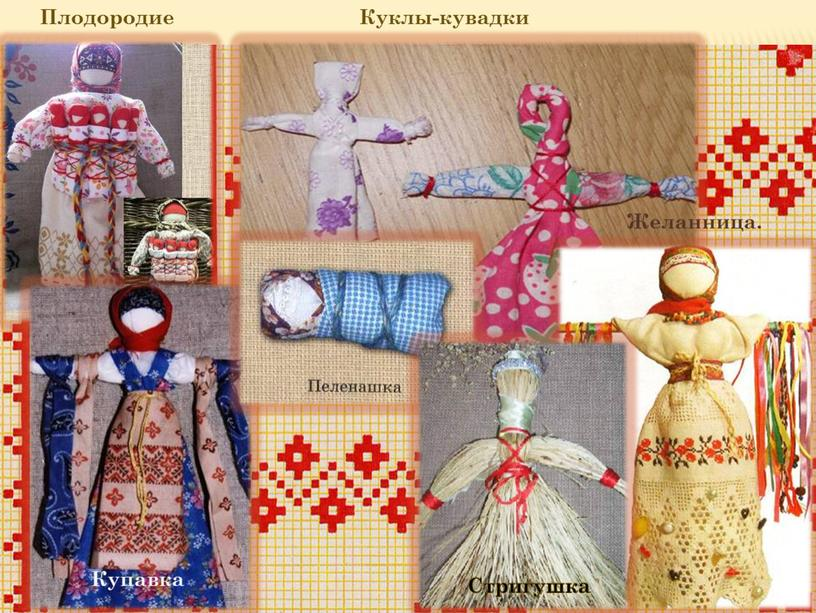 Плодородие
Куклы-кувадки
Желанница.
Пеленашка
Купавка
Стригушка